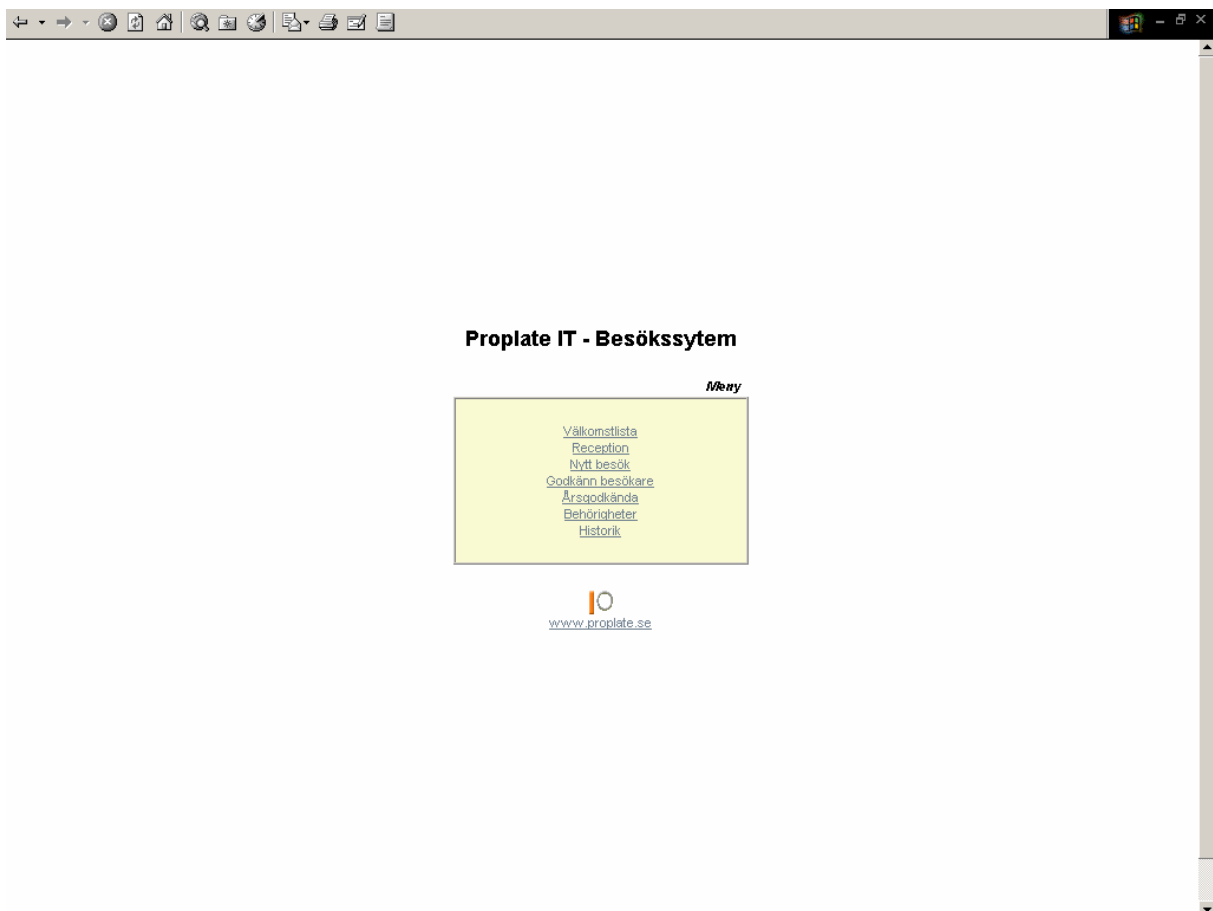 Proplate IT - Besökssytem
Meny
Välkomstlista
Reception
Nytt besök
Godkänn besökare
Årsgodkända
Behörigheter
Historik
www.proplate.se